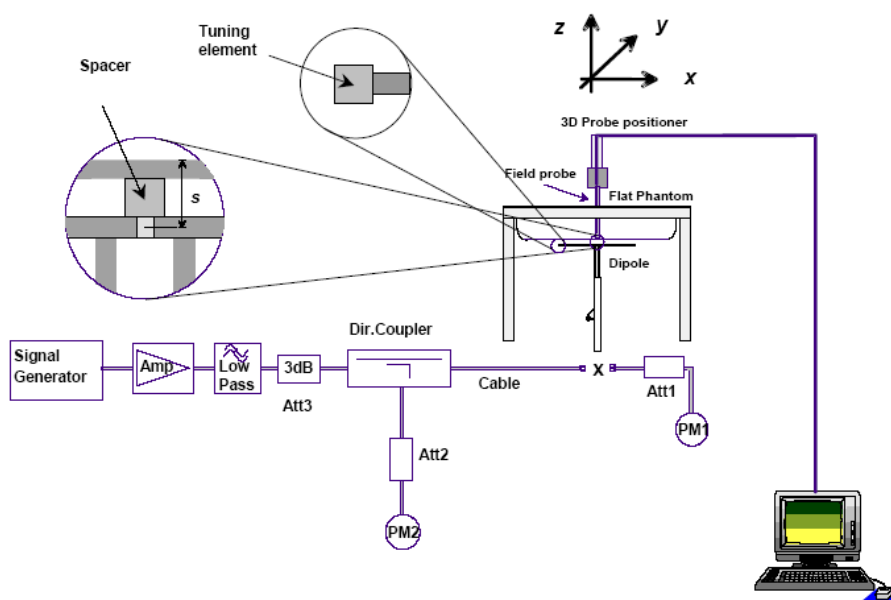 Tuning
element
Spacer
s
z
y
x
3D Probe positioner
Field probe
Flat Phantom
Dipole
Dir.Coupler
Signal
Generator
Amp
Low
Pass
3dB
Att3
Cable
X
Att1
PM1
Att2
PM2